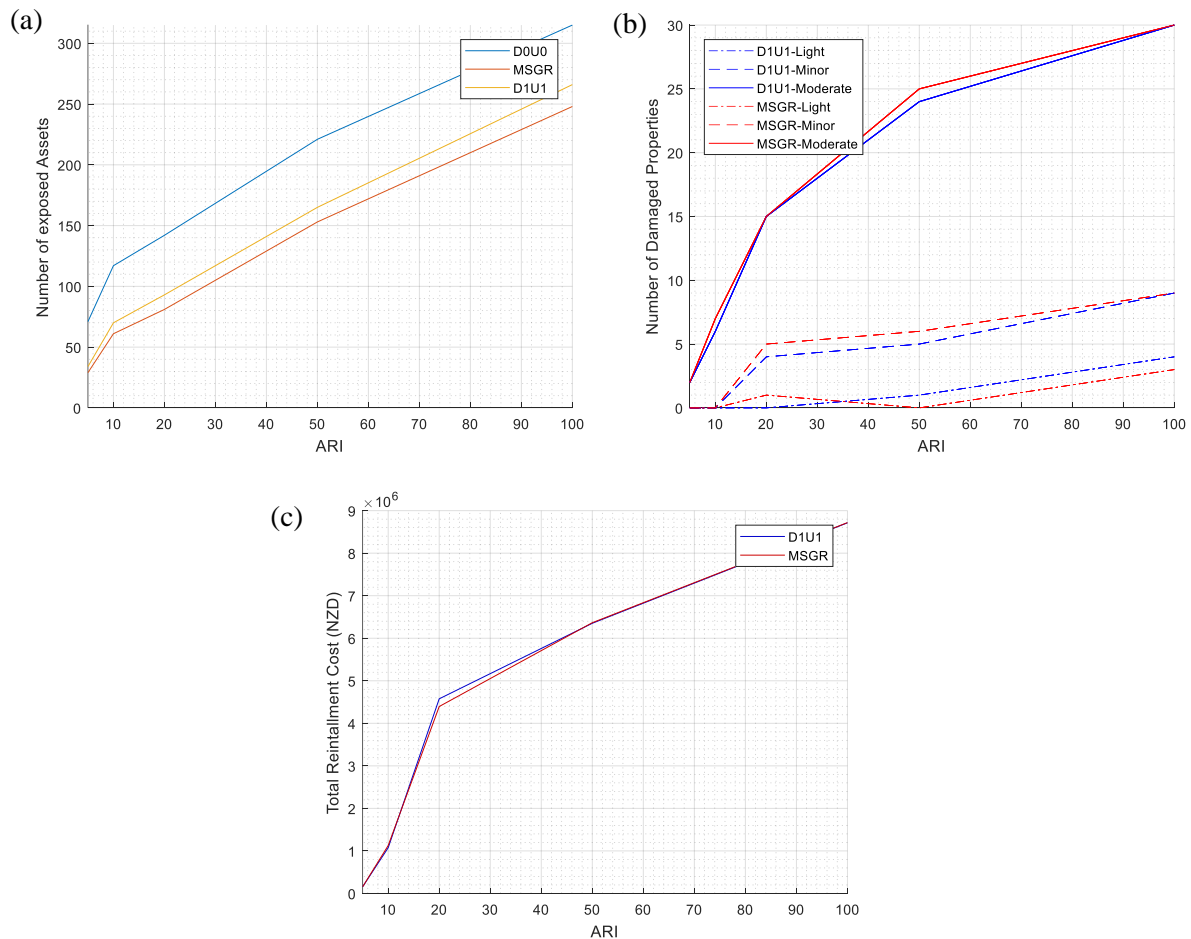 (a)
300
250
200
150
100
50
0
Number of exposed Assets
D0U0
MSGR
D1U1
10 20 30 40 50 60 70 80 90 100
ARI
(b)
30
25
20
15
10
5
0
Number of Damaged Properties
D1U1-Light
D1U1-Minor
D1U1-Moderate
MSGR-Light
MSGR-Minor
MSGR-Moderate
10 20 30 40 50 60 70 80 90 100
ARI
(c)
×10⁶
9
8
7
6
5
4
3
2
1
0
Total Reintallment Cost (NZD)
D1U1
MSGR
10 20 30 40 50 60 70 80 90 100
ARI